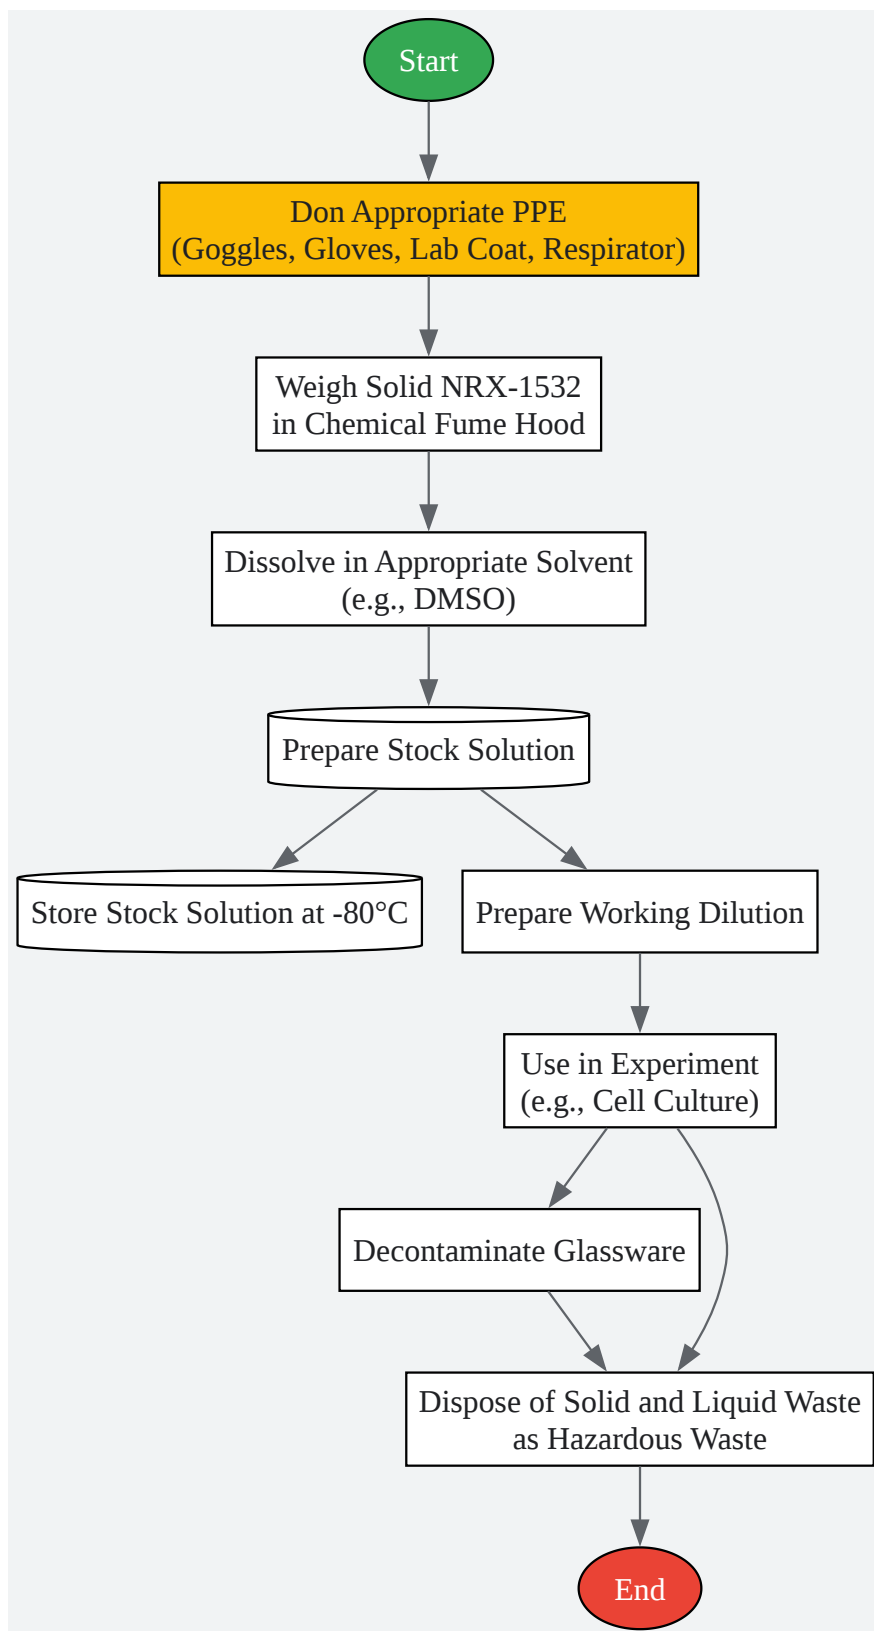 Start
Don Appropriate PPE
(Goggles, Gloves, Lab Coat, Respirator)
Weigh Solid NRX-1532
in Chemical Fume Hood
Dissolve in Appropriate Solvent
(e.g., DMSO)
Prepare Stock Solution
Store Stock Solution at -80°C
Prepare Working Dilution
Use in Experiment
(e.g., Cell Culture)
Decontaminate Glassware
Dispose of Solid and Liquid Waste
as Hazardous Waste
End